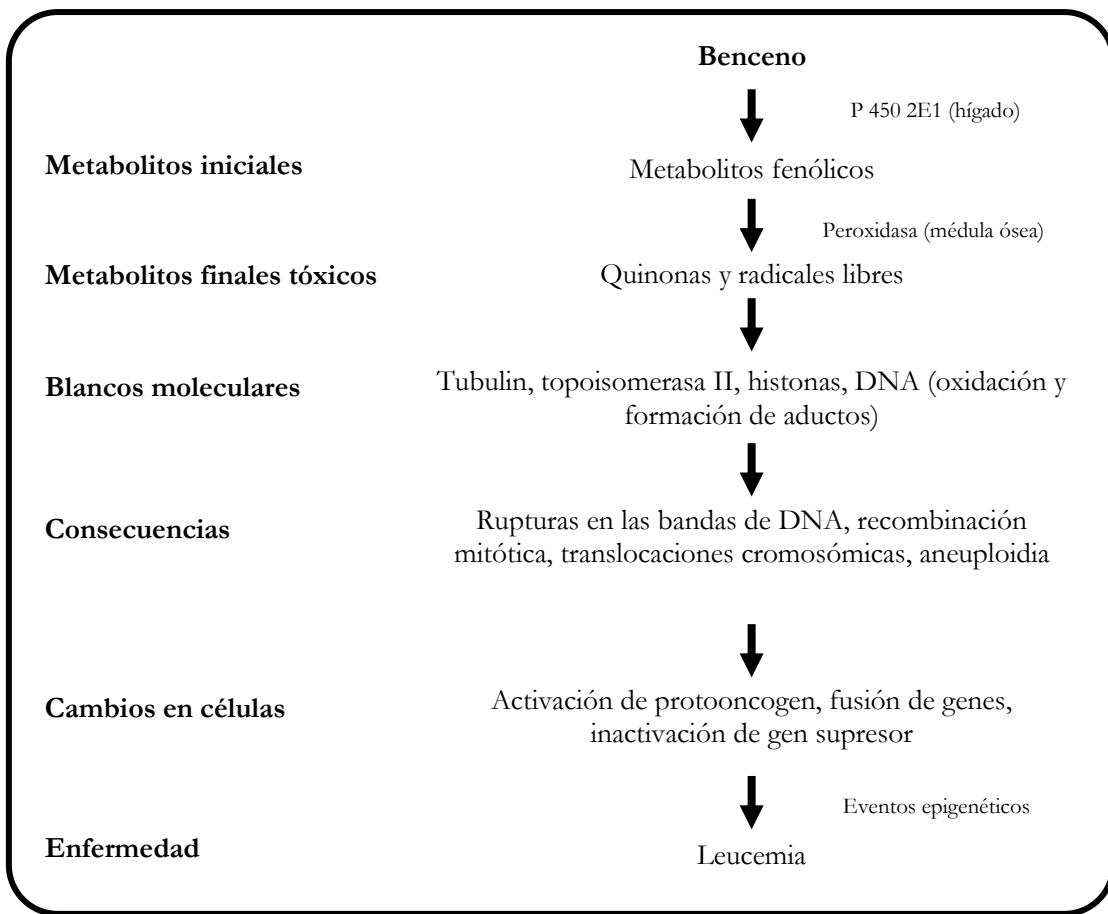 Benceno
P 450 2E1 (hígado)
Metabolitos iniciales
Metabolitos fenólicos
Peroxidasa (médula ósea)
Metabolitos finales tóxicos
Quinonas y radicales libres
Blancos moleculares
Tubulin, topoisomerasa II, histonas, DNA (oxidación y
formación de aductos)
Consecuencias
Rupturas en las bandas de DNA, recombinación
mitótica, translocaciones cromosómicas, aneuploidia
Cambios en células
Activación de protooncogen, fusión de genes,
inactivación de gen supresor
Eventos epigenéticos
Enfermedad
Leucemia